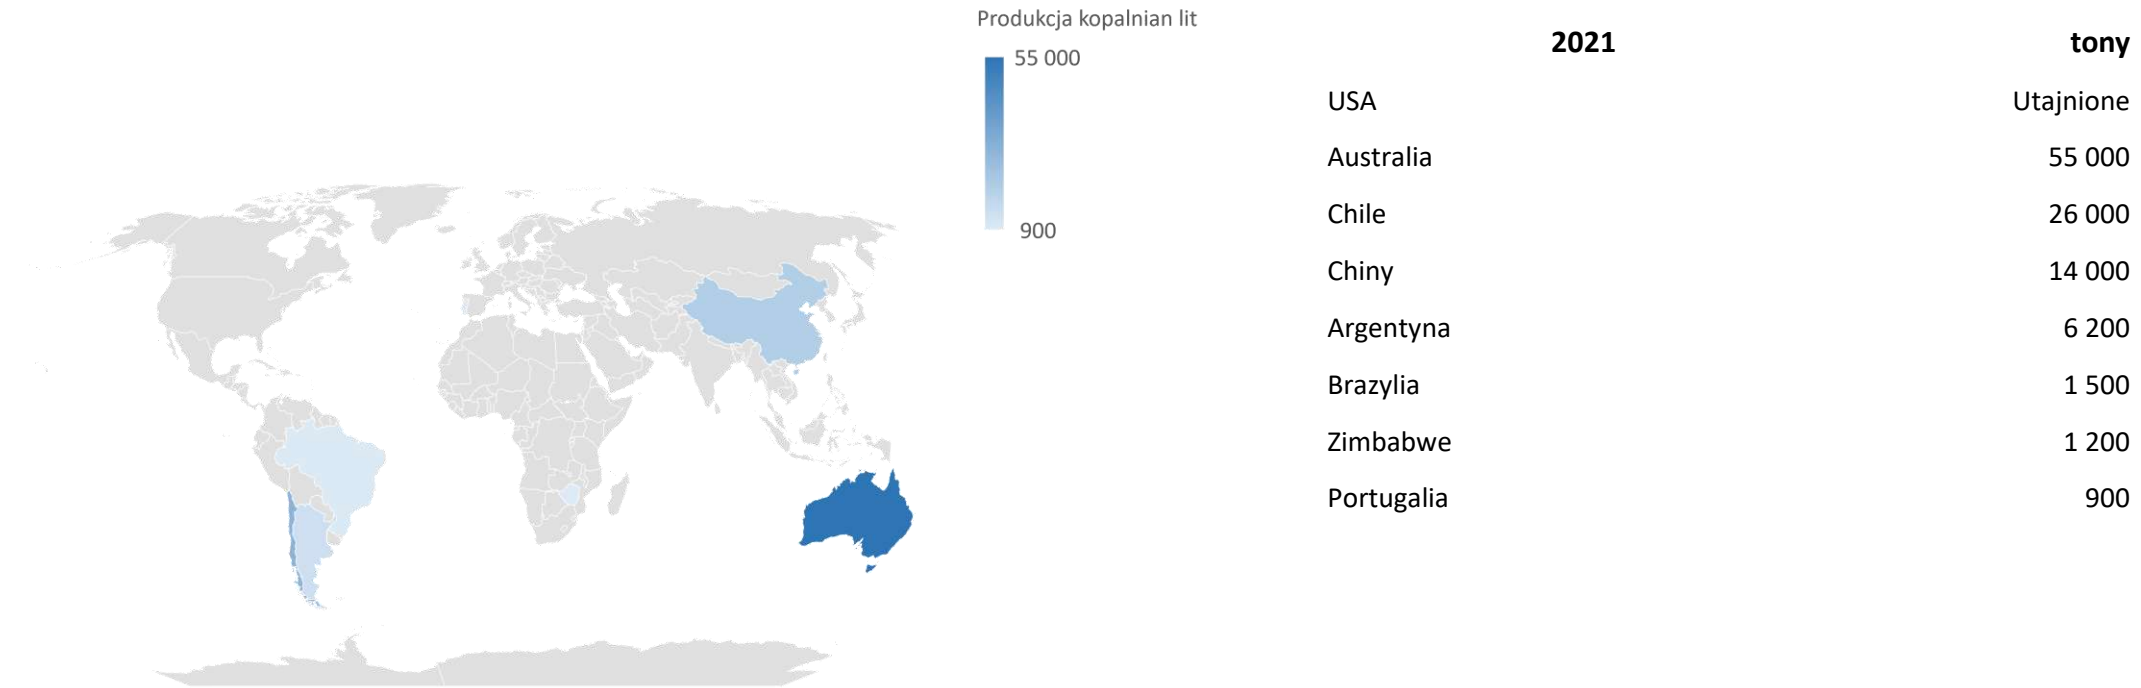 Produkcja kopalnian lit
55 000
900
2021 tony
USA Utajnione
Australia 55 000
Chile 26 000
Chiny 14 000
Argentyna 6 200
Brazylia 1 500
Zimbabwe 1 200
Portugalia 900